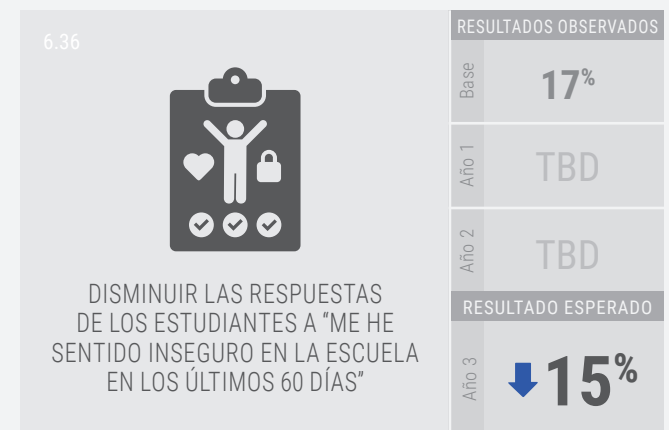 6.36
DISMINUIR LAS RESPUESTAS
DE LOS ESTUDIANTES A “ME HE
SENTIDO INSEGURO EN LA ESCUELA
EN LOS ÚLTIMOS 60 DÍAS”
RESULTADOS OBSERVADOS
Base
17%
Año 1
TBD
Año 2
TBD
RESULTADO ESPERADO
Año 3
15%